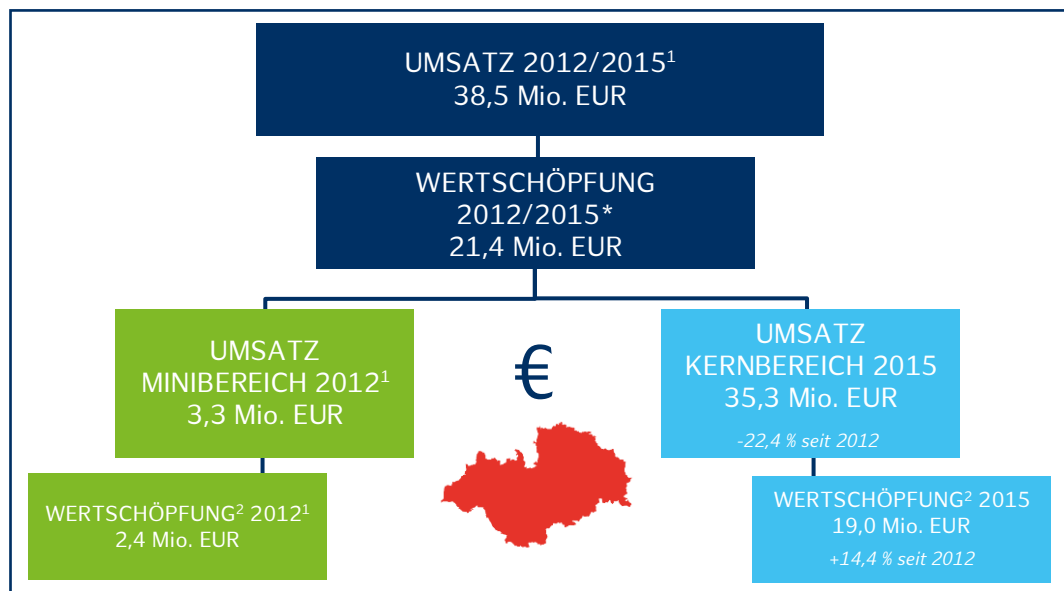 UMSATZ 2012/2015¹
38,5 Mio. EUR
WERTSCHÖPFUNG
2012/2015*
21,4 Mio. EUR
UMSATZ
MINIBEREICH 2012¹
3,3 Mio. EUR
€
UMSATZ
KERNBEREICH 2015
35,3 Mio. EUR
-22,4 % seit 2012
WERTSCHÖPFUNG² 2012¹
2,4 Mio. EUR
WERTSCHÖPFUNG² 2015
19,0 Mio. EUR
+14,4 % seit 2012